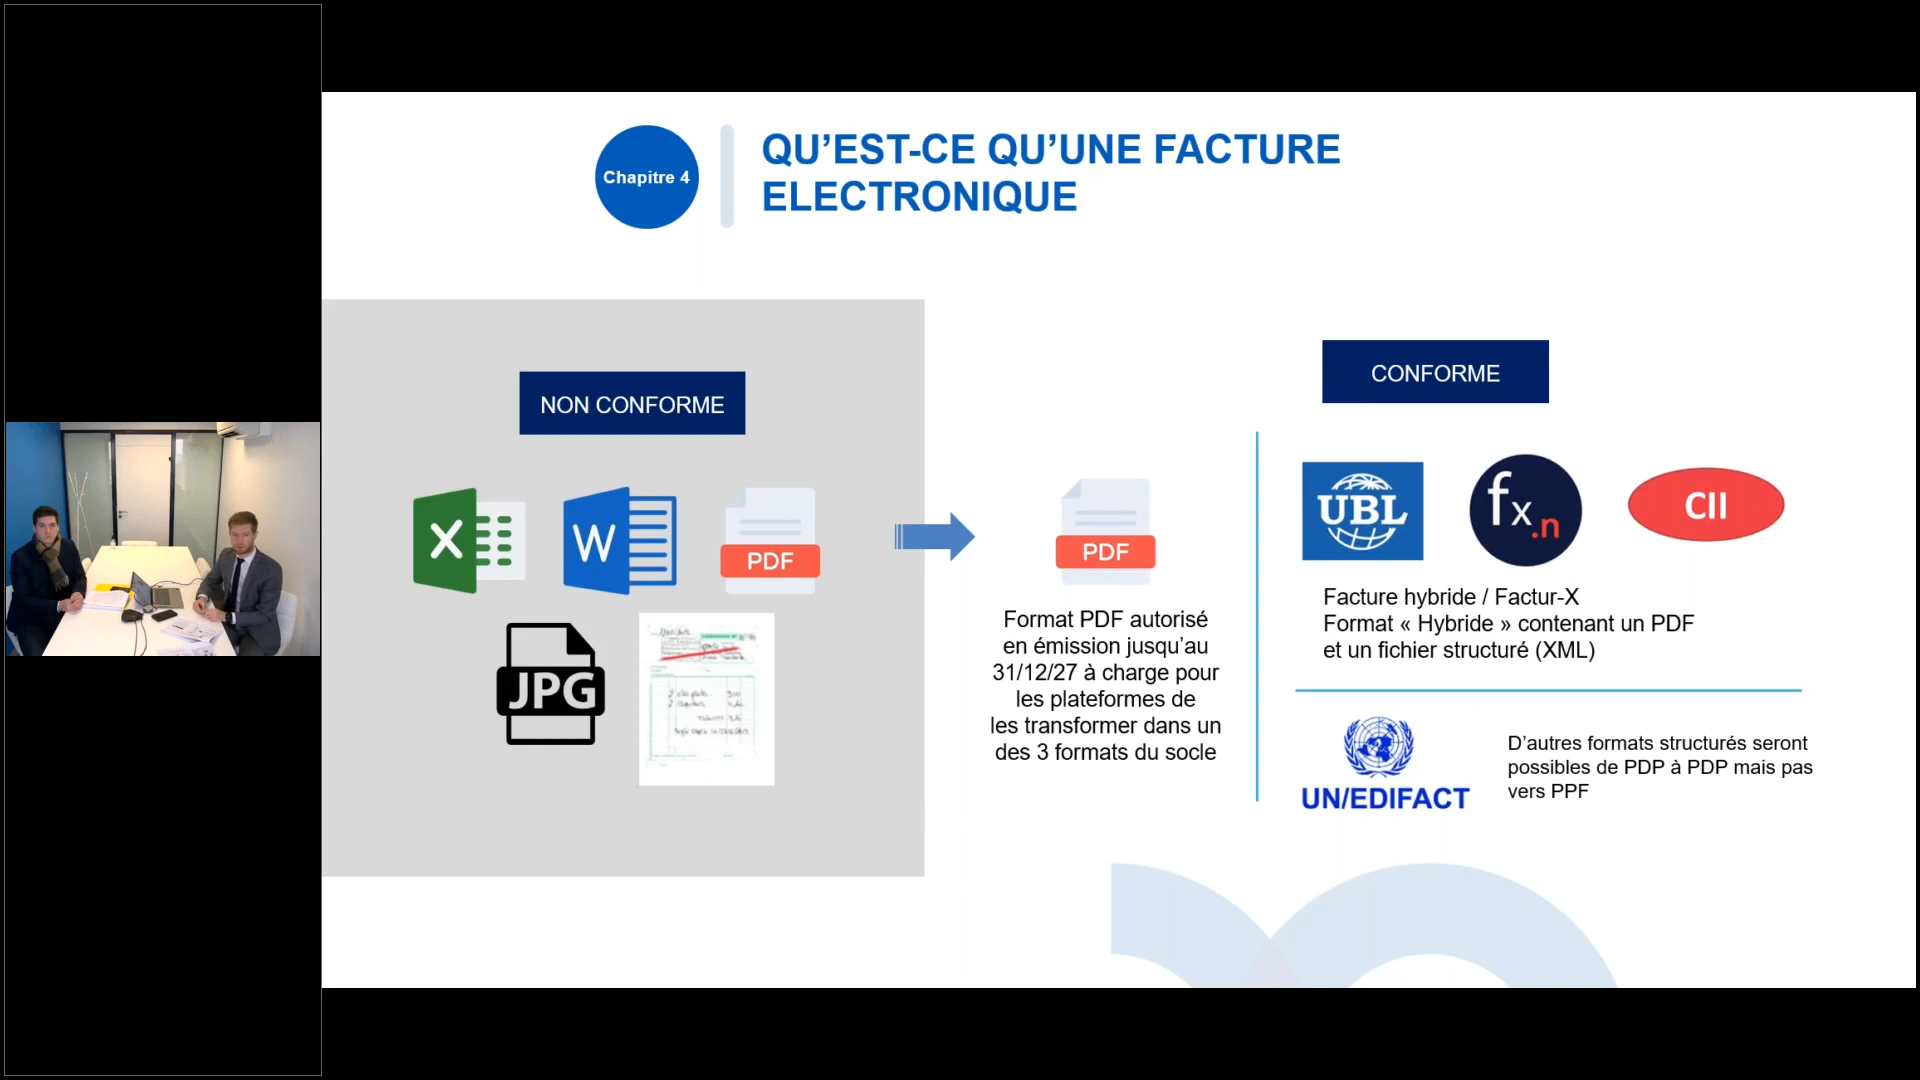 Chapitre 4
QU’EST-CE QU’UNE FACTURE
ELECTRONIQUE
NON CONFORME
X
W
PDF
JPG
PDF
Format PDF autorisé
en émission jusqu’au
31/12/27 à charge pour
les plateformes de
les transformer dans un
des 3 formats du socle
CONFORME
UBL
fx.n
CII
Facture hybride / Factur-X
Format « Hybride » contenant un PDF
et un fichier structuré (XML)
UN/EDIFACT
D’autres formats structurés seront
possibles de PDP à PDP mais pas
vers PPF